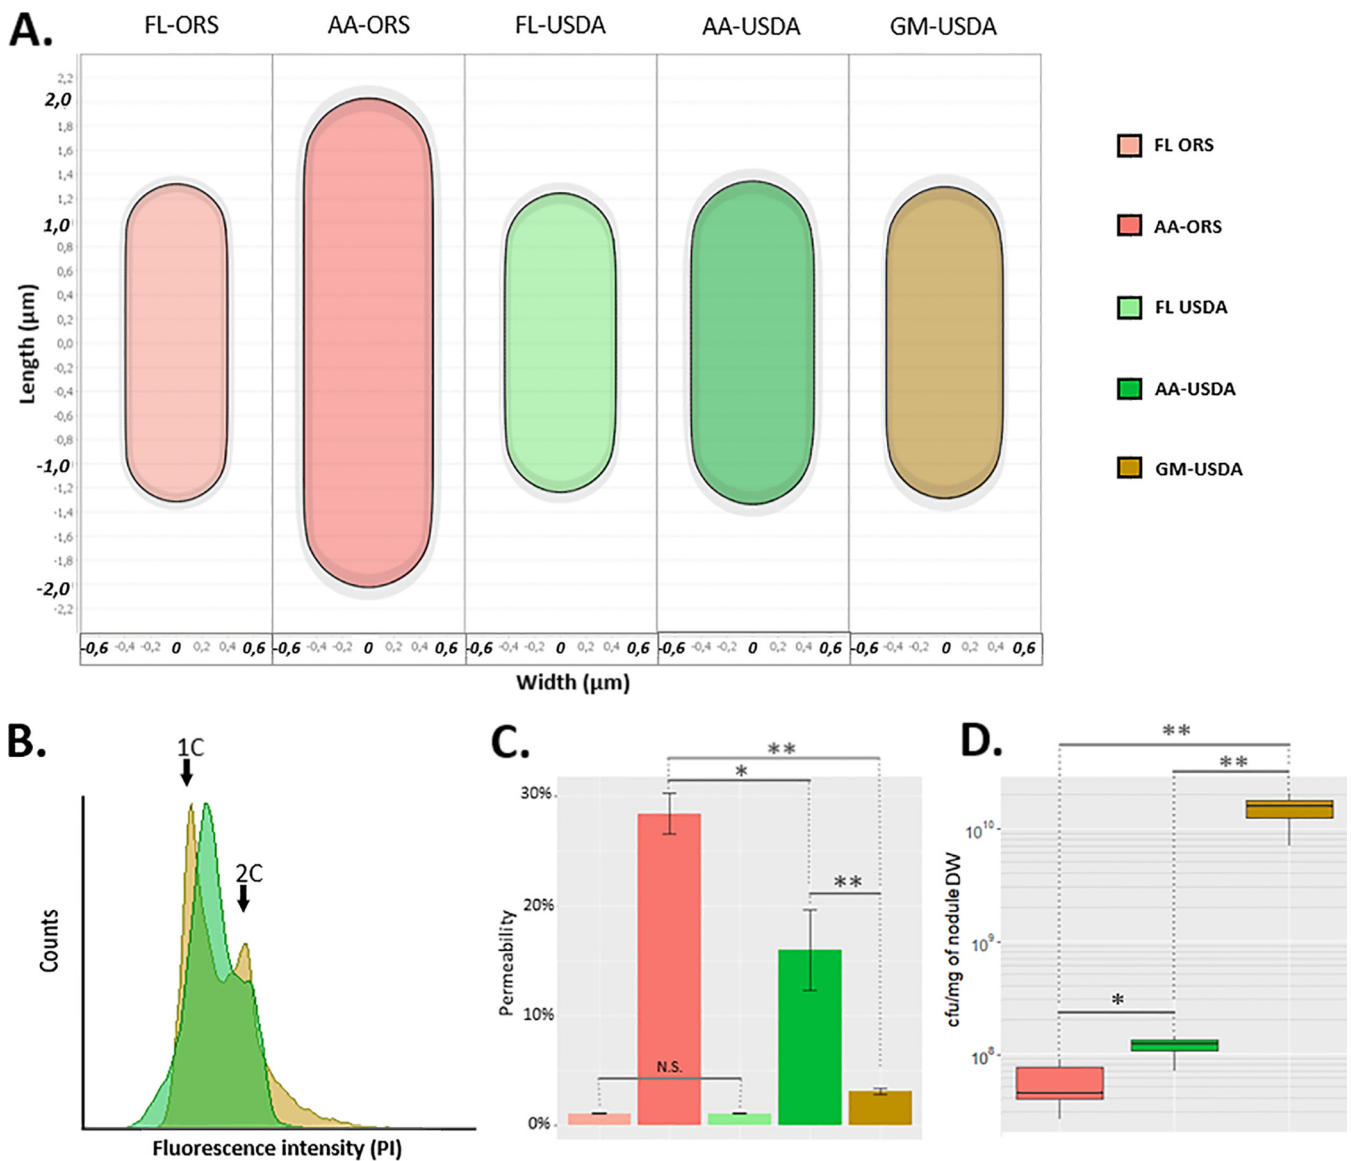 A.
FL-ORS AA-ORS FL-USDA AA-USDA GM-USDA
2,2
2,0
1,8
1,6
1,4
1,2
1,0
0,8
0,6
0,4
0,2
0,0
-0,2
-0,4
-0,6
-0,8
-1,0
-1,2
-1,4
-1,6
-1,8
-2,0
-2,2
Length (µm)
-0,6 -0,4 -0,2 0 0,2 0,4 0,6 -0,6 -0,4 -0,2 0 0,2 0,4 0,6 -0,6 -0,4 -0,2 0 0,2 0,4 0,6 -0,6 -0,4 -0,2 0 0,2 0,4 0,6 -0,6 -0,4 -0,2 0 0,2 0,4 0,6
Width (µm)
FL ORS
AA-ORS
FL USDA
AA-USDA
GM-USDA
B.
1C
2C
Counts
Fluorescence intensity (PI)
C.
**
*
**
N.S.
30%
20%
10%
0%
Permeability
D.
**
**
*
10^10
10^9
10^8
cfu/mg of nodule DW